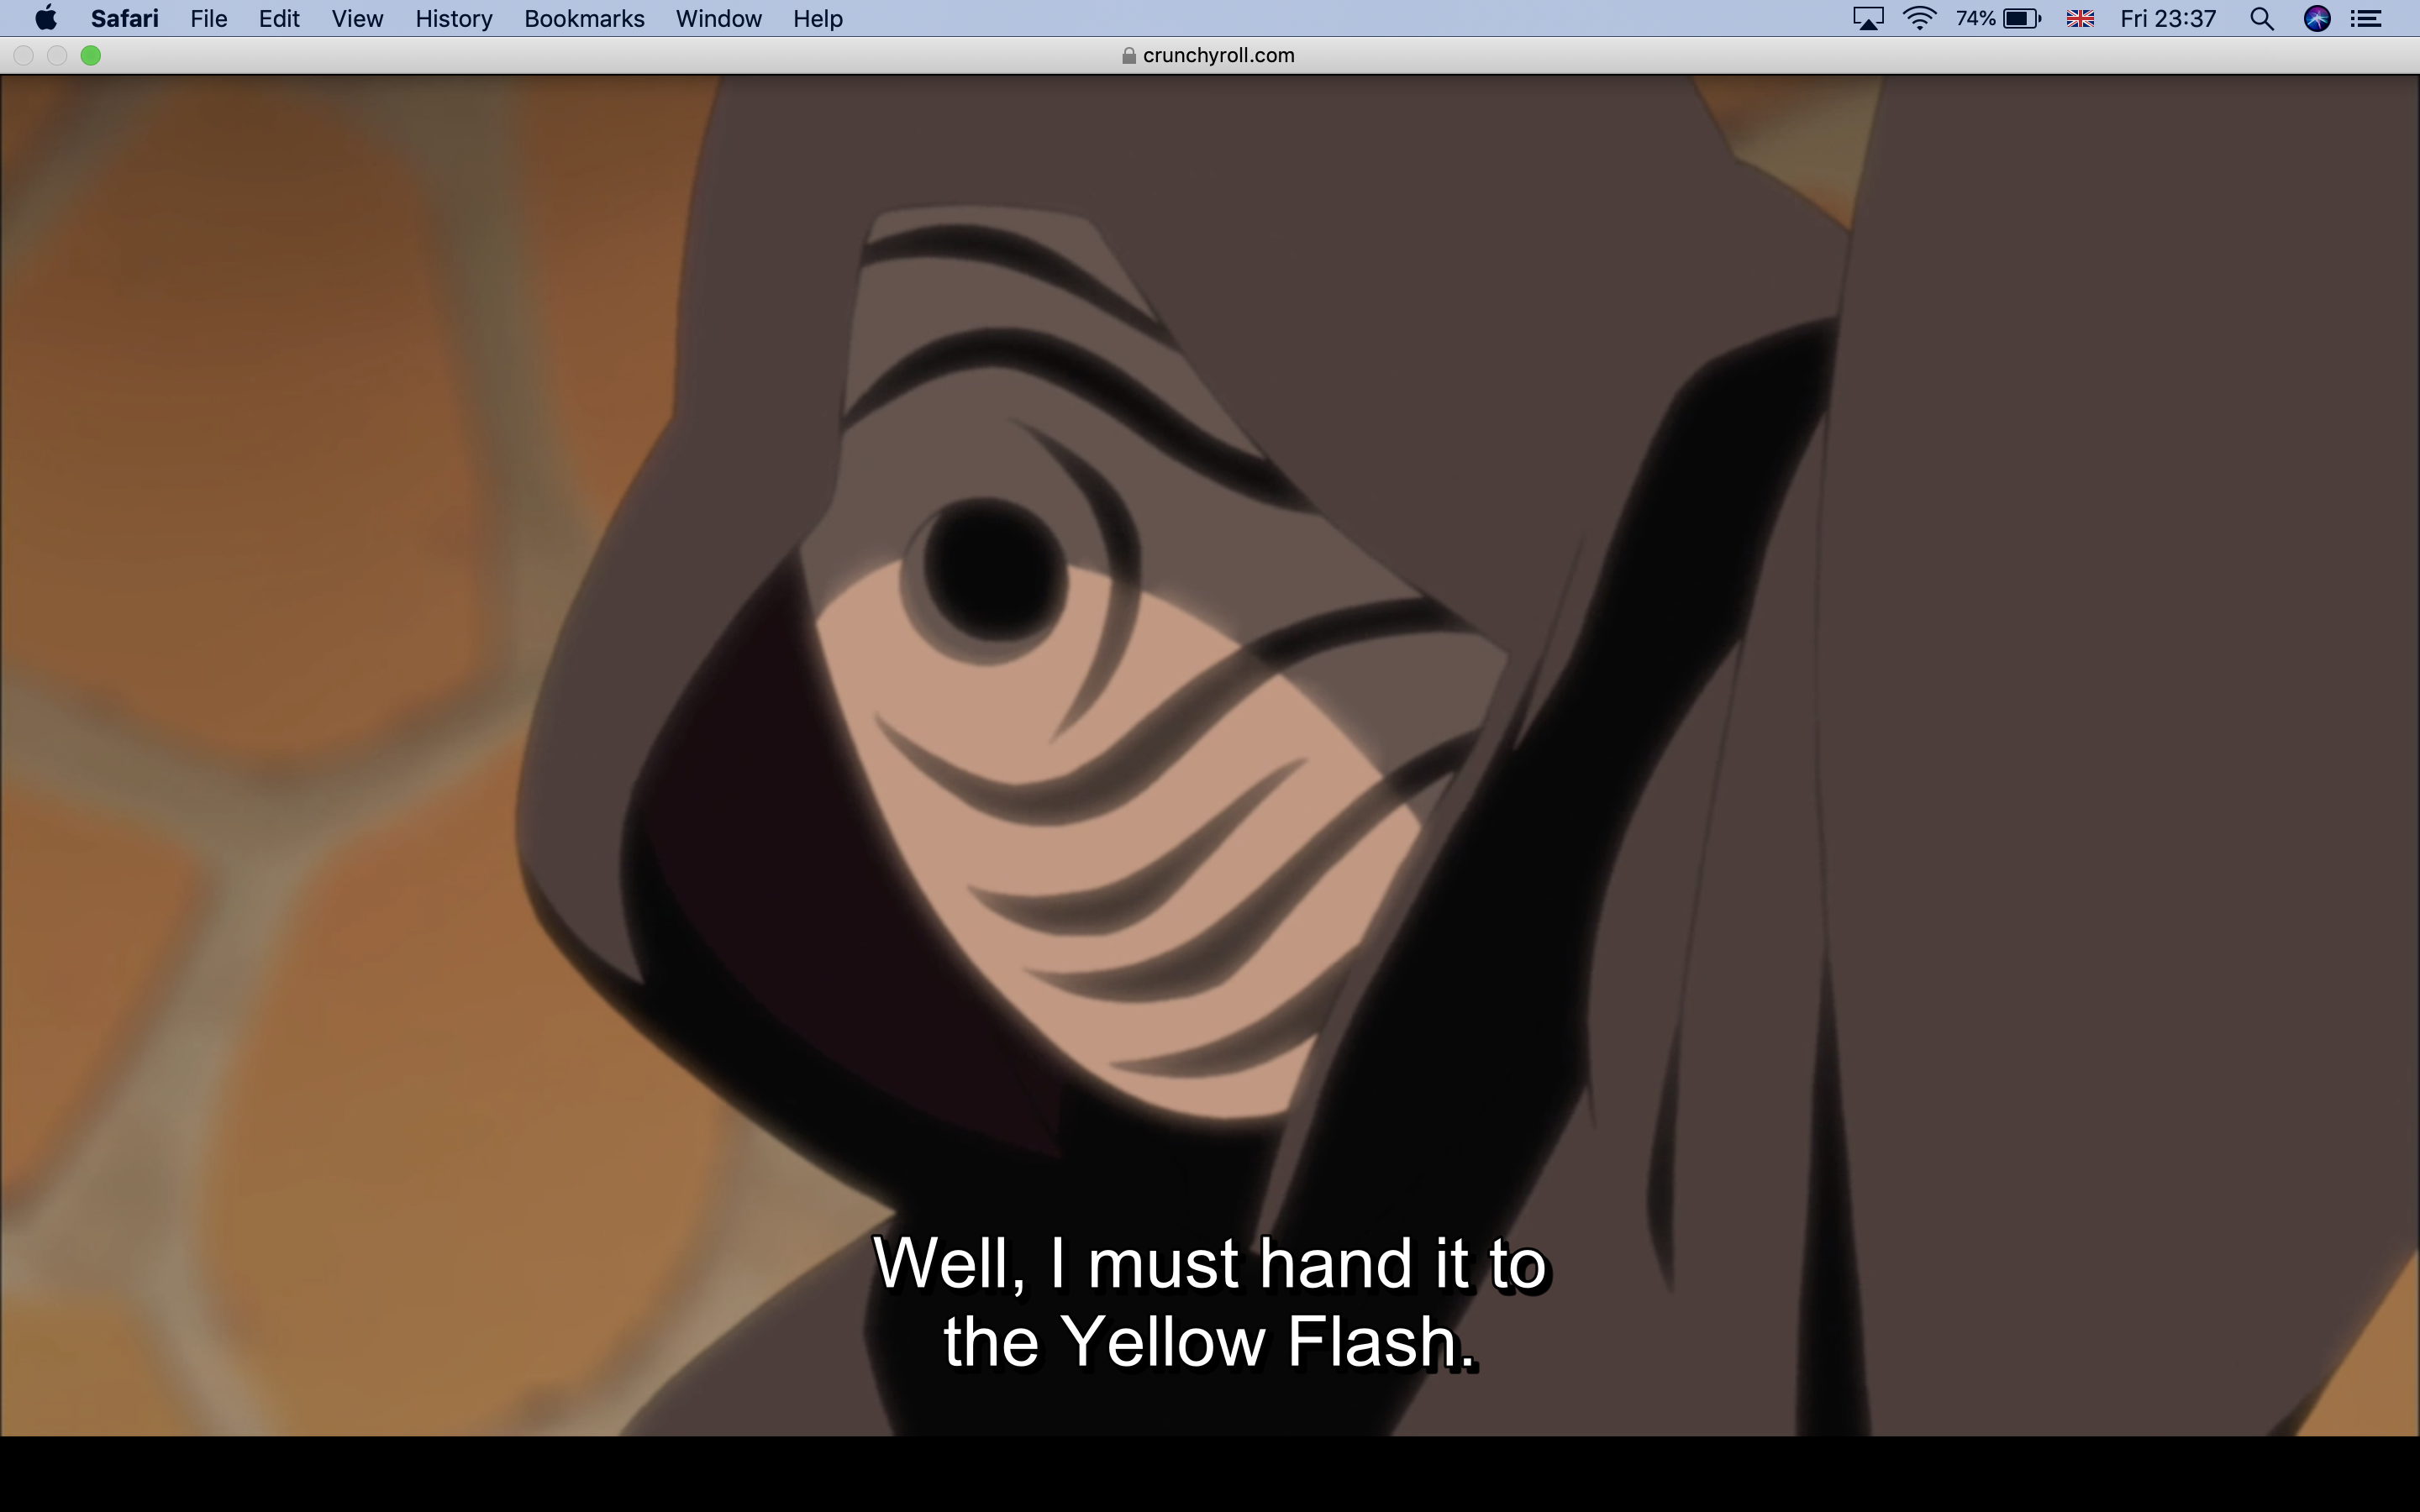 Safari File Edit View History Bookmarks Window Help 74% Fri 23:37
crunchyroll.com
Well, I must hand it to
the Yellow Flash.